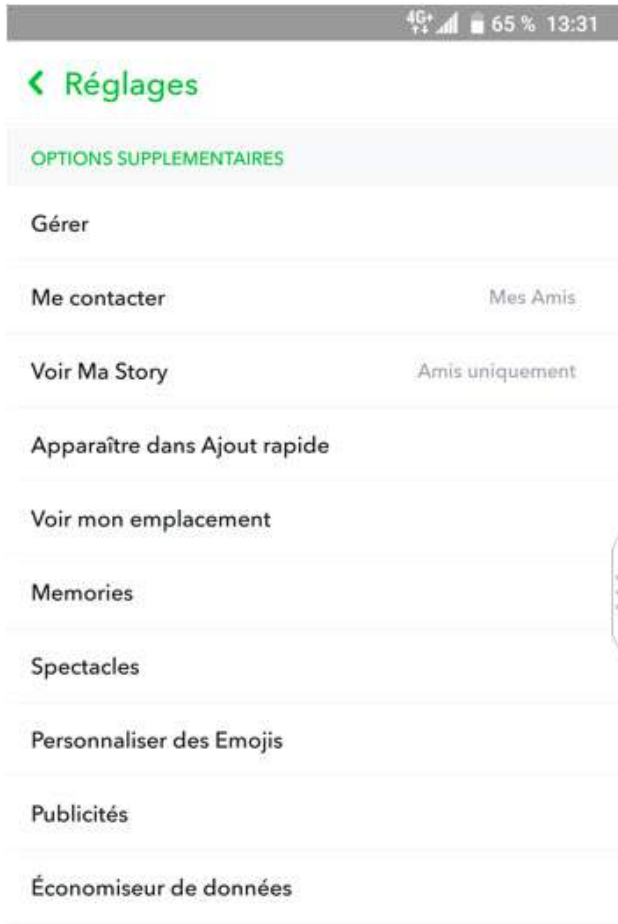 4G+ 65 % 13:31
Réglages
OPTIONS SUPPLEMENTAIRES
Gérer
Me contacter Mes Amis
Voir Ma Story Amis uniquement
Apparaître dans Ajout rapide
Voir mon emplacement
Memories
Spectacles
Personnaliser des Emojis
Publicités
Économiseur de données